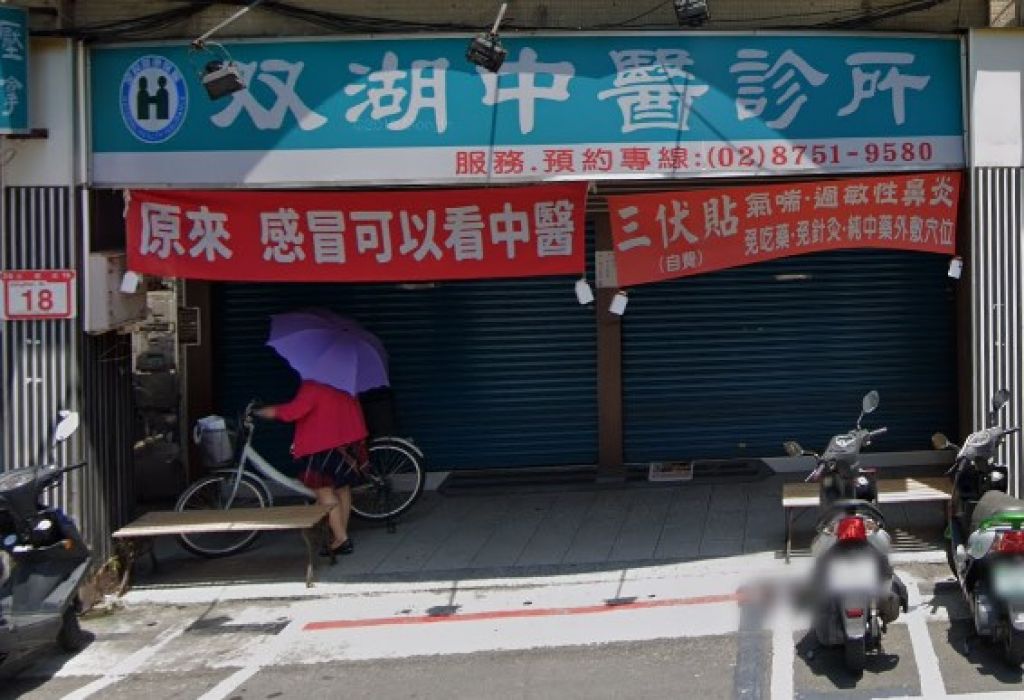 双湖中醫診所
服務.預約專線:(02)8751-9580
原來 感冒可以看中醫
三伏貼
(自費)
氣喘·過敏性鼻炎
免吃藥·免針灸·純中藥外敷穴位
18